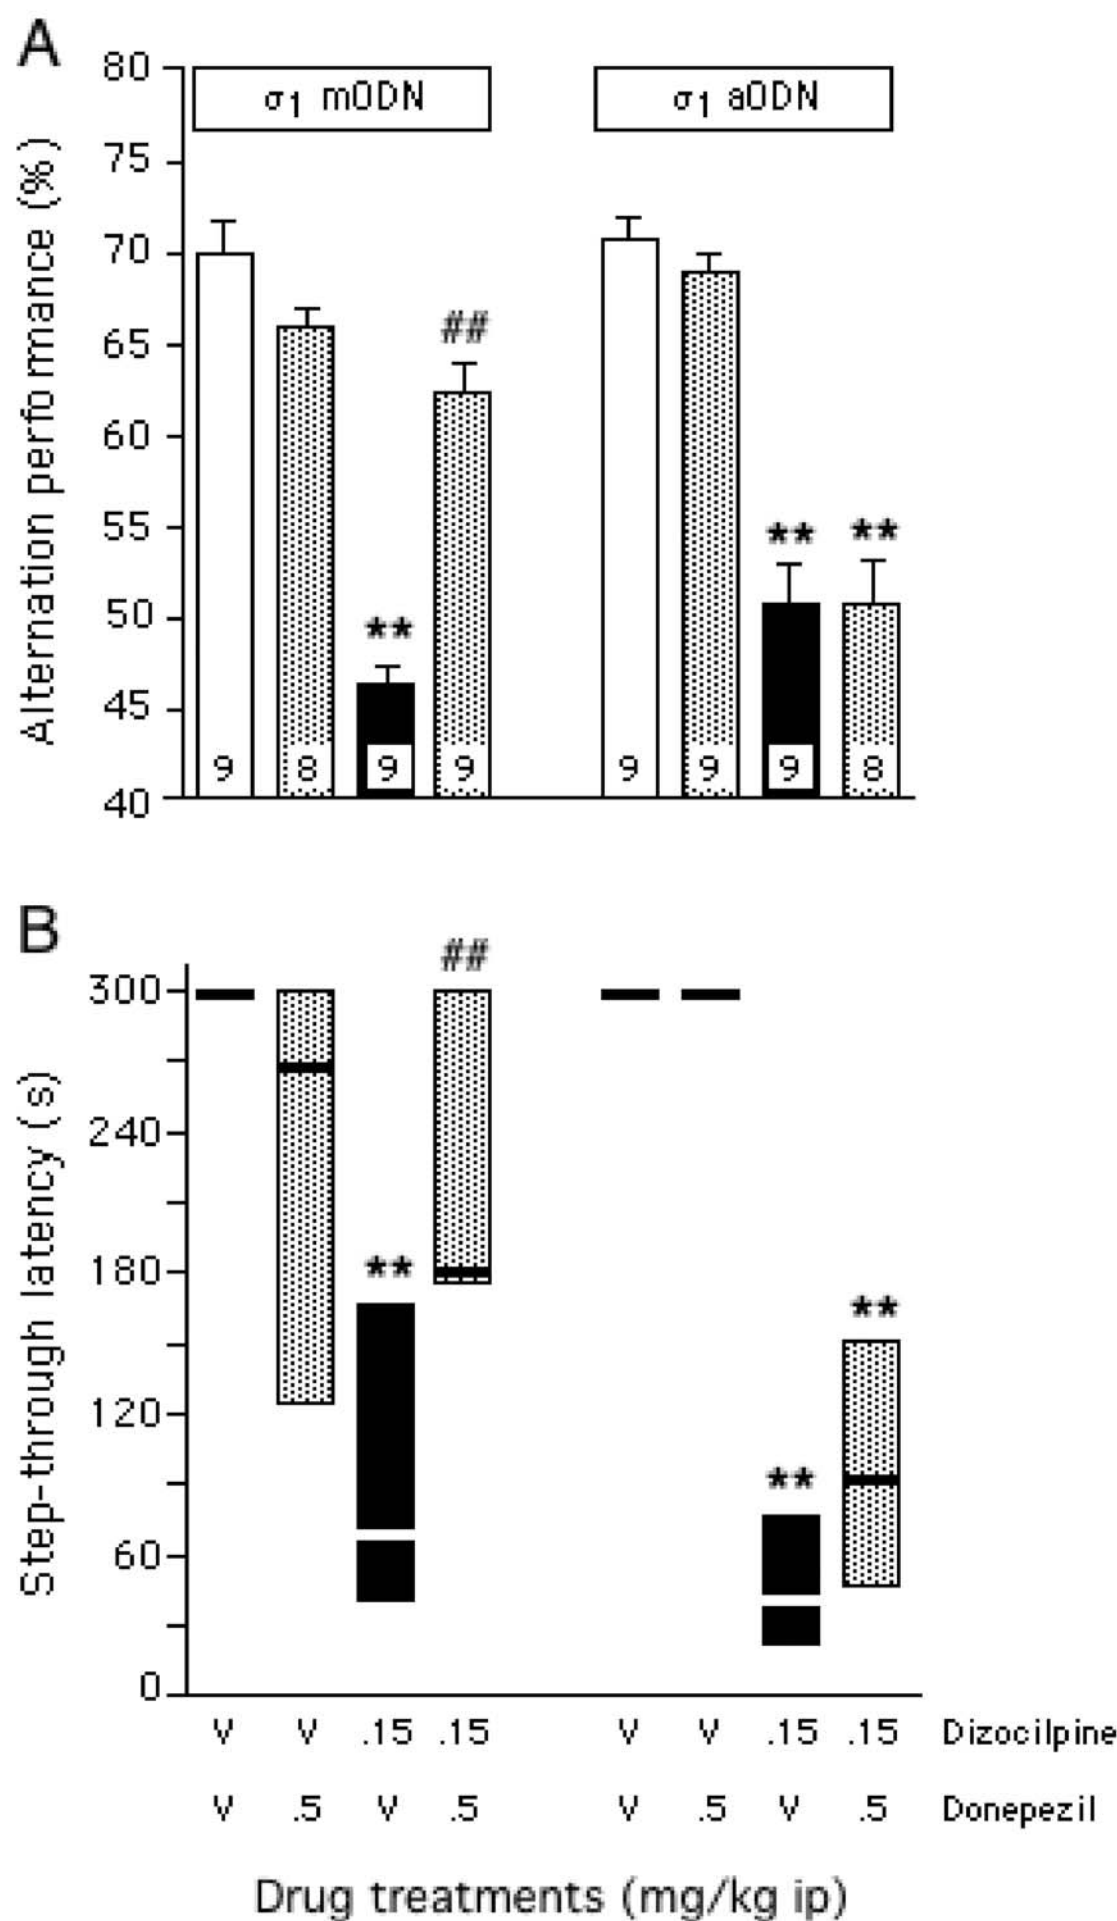 A
80
σ1 mODN
σ1 aODN
75
70
65
##
60
55
** **
50
**
45
9 8 9 9 9 9 9 8
40
Alternation perfo rmance (%)
B
##
300
240
180
**
**
120
**
60
0
Step-through latency (s)
V V .15 .15 V V .15 .15 Dizocilpine
V .5 V .5 V .5 V .5 Donepezil
Drug treatments (mg/kg ip)